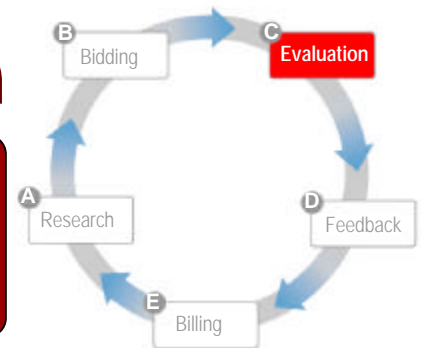 B
Bidding
C
Evaluation
A
Research
D
Feedback
E
Billing